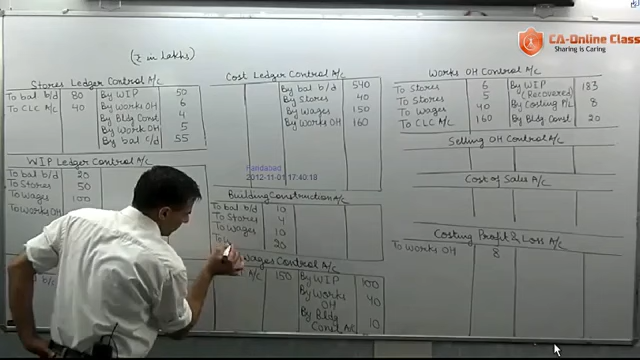 (₹ in lakhs)
CA-Online Class
Sharing is Caring
Stores Ledger Control A/c
To bal b/d 80 By WIP 50
To CLC A/c 40 By Work OH 6
By Bldg Const 4
By Work OH 5
By bal c/d 55
WIP Ledger Control A/c
To bal b/d 20
To Stores 50
To Wages 100
To Works OH
b/c
Cost Ledger Control A/c
By bal b/d 540
By Stores 40
By Wages 150
By Works OH 160
Randabad
2012-11-01 17:40:18
Building Construction A/c
To bal b/d 10
To Stores 4
To Wages 10
20
Wages Control A/c
A/c 150 By WIP 100
By Works OH 40
By Bldg Const A/c 10
Works OH Control A/c
To Stores 6 By WIP (Recovered) 183
To Stores 5 By Costing P/L 8
To Wages 40 By Bldg Const 20
To CLC A/c 160
Selling OH Control A/c
Cost of Sales A/c
Costing Profit & Loss A/c
To Works OH 8